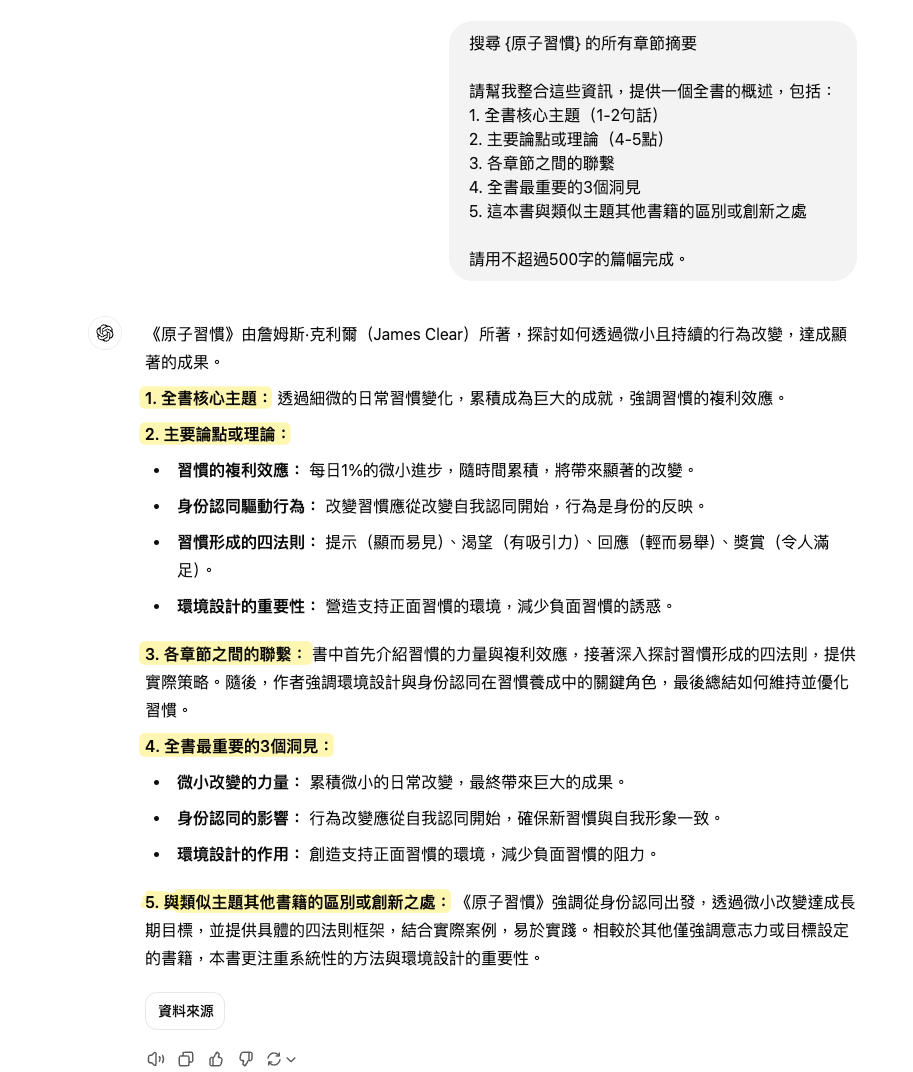 搜尋 {原子習慣} 的所有章節摘要
請幫我整合這些資訊，提供一個全書的概述，包括：
1. 全書核心主題（1-2句話）
2. 主要論點或理論（4-5點）
3. 各章節之間的聯繫
4. 全書最重要的3個洞見
5. 這本書與類似主題其他書籍的區別或創新之處
請用不超過500字的篇幅完成。
《原子習慣》由詹姆斯·克利爾（James Clear）所著，探討如何透過微小且持續的行為改變，達成顯
著的成果。
1. 全書核心主題： 透過細微的日常習慣變化，累積成為巨大的成就，強調習慣的複利效應。
2. 主要論點或理論：
• 習慣的複利效應： 每日1%的微小進步，隨時間累積，將帶來顯著的改變。
• 身份認同驅動行為： 改變習慣應從改變自我認同開始，行為是身份的反映。
• 習慣形成的四法則： 提示（顯而易見）、渴望（有吸引力）、回應（輕而易舉）、獎賞（令人滿
足）。
• 環境設計的重要性： 營造支持正面習慣的環境，減少負面習慣的誘惑。
3. 各章節之間的聯繫： 書中首先介紹習慣的力量與複利效應，接著深入探討習慣形成的四法則，提供
實際策略。隨後，作者強調環境設計與身份認同在習慣養成中的關鍵角色，最後總結如何維持並優化
習慣。
4. 全書最重要的3個洞見：
• 微小改變的力量： 累積微小的日常改變，最終帶來巨大的成果。
• 身份認同的影響： 行為改變應從自我認同開始，確保新習慣與自我形象一致。
• 環境設計的作用： 創造支持正面習慣的環境，減少負面習慣的阻力。
5. 與類似主題其他書籍的區別或創新之處： 《原子習慣》強調從身份認同出發，透過微小改變達成長
期目標，並提供具體的四法則框架，結合實際案例，易於實踐。相較於其他僅強調意志力或目標設定
的書籍，本書更注重系統性的方法與環境設計的重要性。
資料來源